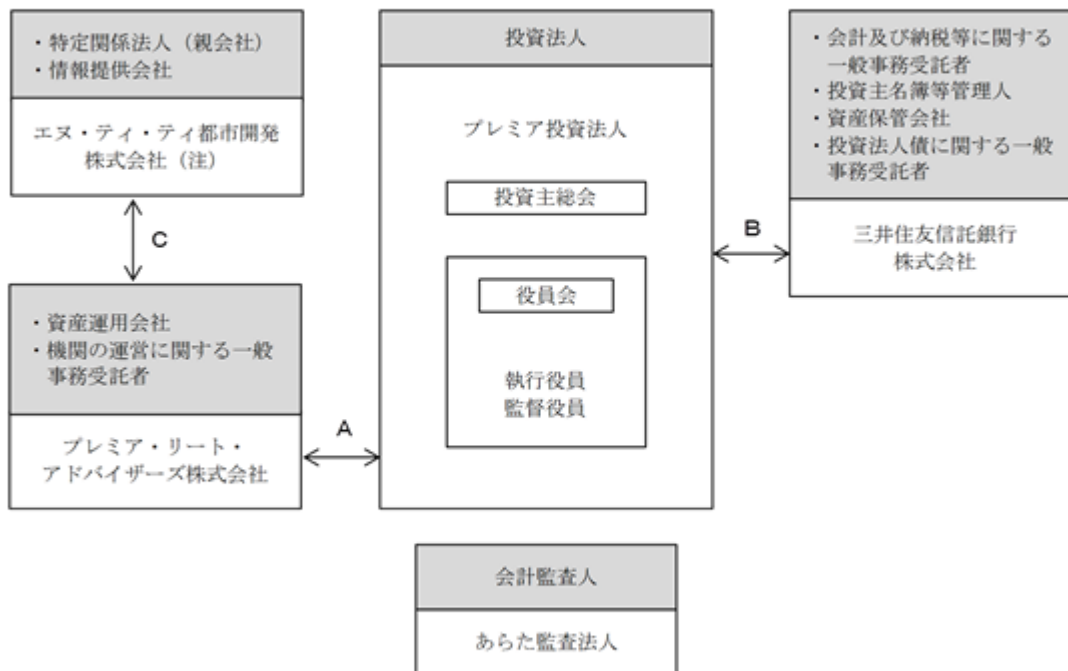 ・特定関係法人（親会社）
・情報提供会社
エヌ・ティ・ティ都市開発
株式会社（注）
C
・資産運用会社
・機関の運営に関する一般
事務受託者
プレミア・リート・
アドバイザーズ株式会社
A
投資法人
プレミア投資法人
投資主総会
役員会
執行役員
監督役員
B
・会計及び納税等に関する
一般事務受託者
・投資主名簿等管理人
・資産保管会社
・投資法人債に関する一般
事務受託者
三井住友信託銀行
株式会社
会計監査人
あらた監査法人